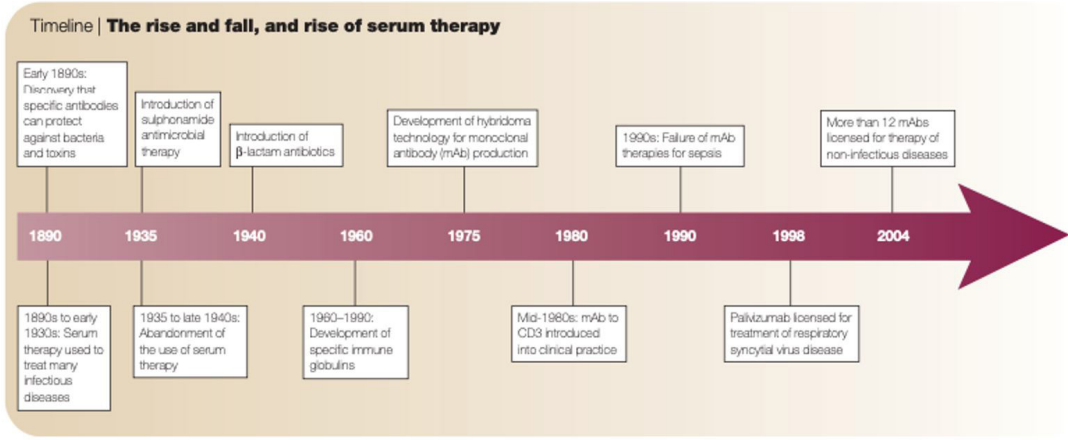 Timeline | The rise and fall, and rise of serum therapy
Early 1890s:
Discovery that
specific antibodies
can protect
against bacteria
and toxins
Introduction of
sulphonamide
antimicrobial
therapy
Introduction of
β-lactam antibiotics
Development of hybridoma
technology for monoclonal
antibody (mAb) production
1990s: Failure of mAb
therapies for sepsis
More than 12 mAbs
licensed for therapy of
non-infectious diseases
1890 1935 1940 1960 1975 1980 1990 1998 2004
1890s to early
1930s: Serum
therapy used to
treat many
infectious
diseases
1935 to late 1940s:
Abandonment of
the use of serum
therapy
1960–1990:
Development of
specific immune
globulins
Mid-1980s: mAb to
CD3 introduced
into clinical practice
Palivizumab licensed for
treatment of respiratory
syncytial virus disease